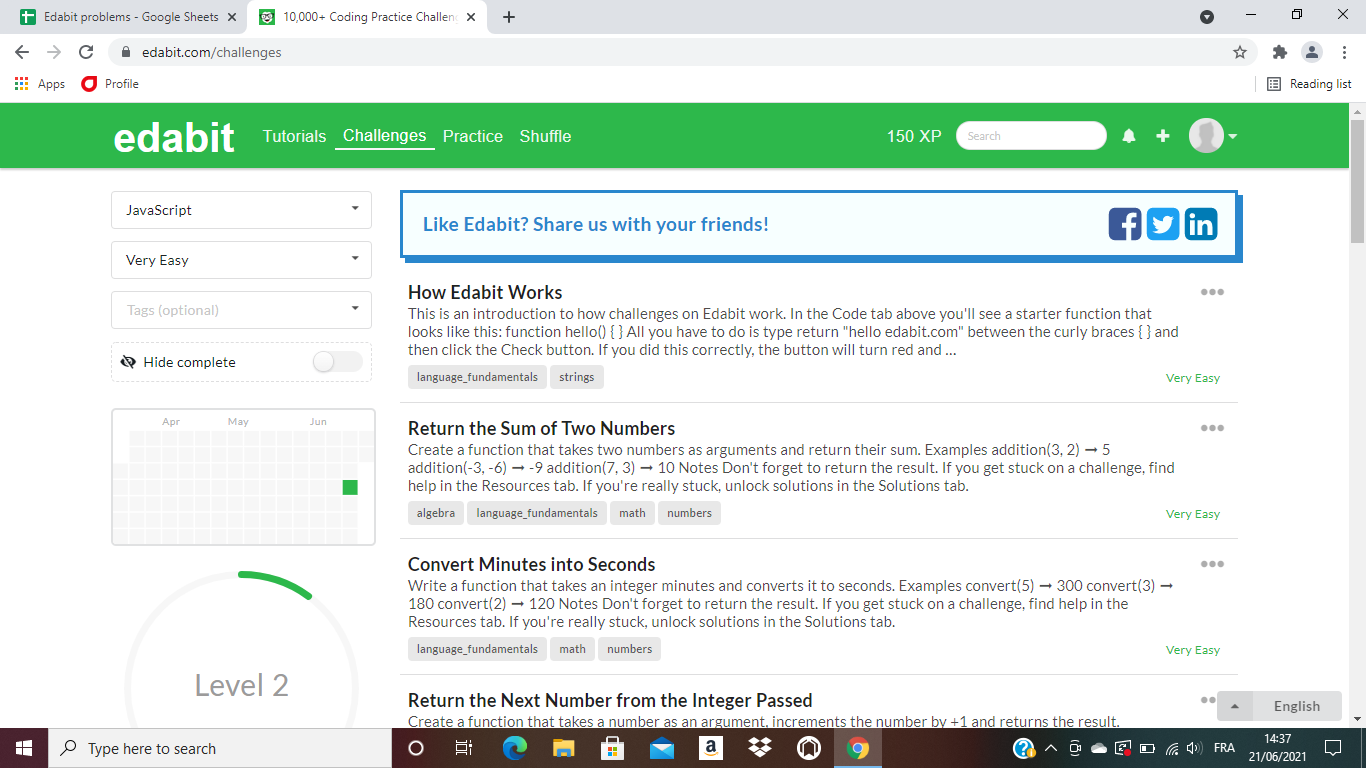 Edabit problems - Google Sheets
10,000+ Coding Practice Challen
edabit.com/challenges
Apps
Profile
Reading list
edabit
Tutorials
Challenges
Practice
Shuffle
150 XP
Search
JavaScript
Very Easy
Tags (optional)
Hide complete
Apr
May
Jun
Level 2
Like Edabit? Share us with your friends!
How Edabit Works
This is an introduction to how challenges on Edabit work. In the Code tab above you'll see a starter function that
looks like this: function hello() { } All you have to do is type return "hello edabit.com" between the curly braces { } and
then click the Check button. If you did this correctly, the button will turn red and ...
language_fundamentals
strings
Very Easy
Return the Sum of Two Numbers
Create a function that takes two numbers as arguments and return their sum. Examples addition(3, 2) ➞ 5
addition(-3, -6) ➞ -9 addition(7, 3) ➞ 10 Notes Don't forget to return the result. If you get stuck on a challenge, find
help in the Resources tab. If you're really stuck, unlock solutions in the Solutions tab.
algebra
language_fundamentals
math
numbers
Very Easy
Convert Minutes into Seconds
Write a function that takes an integer minutes and converts it to seconds. Examples convert(5) ➞ 300 convert(3) ➞
180 convert(2) ➞ 120 Notes Don't forget to return the result. If you get stuck on a challenge, find help in the
Resources tab. If you're really stuck, unlock solutions in the Solutions tab.
language_fundamentals
math
numbers
Very Easy
Return the Next Number from the Integer Passed
Create a function that takes a number as an argument, increments the number by +1 and returns the result.
English
Type here to search
FRA
14:37
21/06/2021